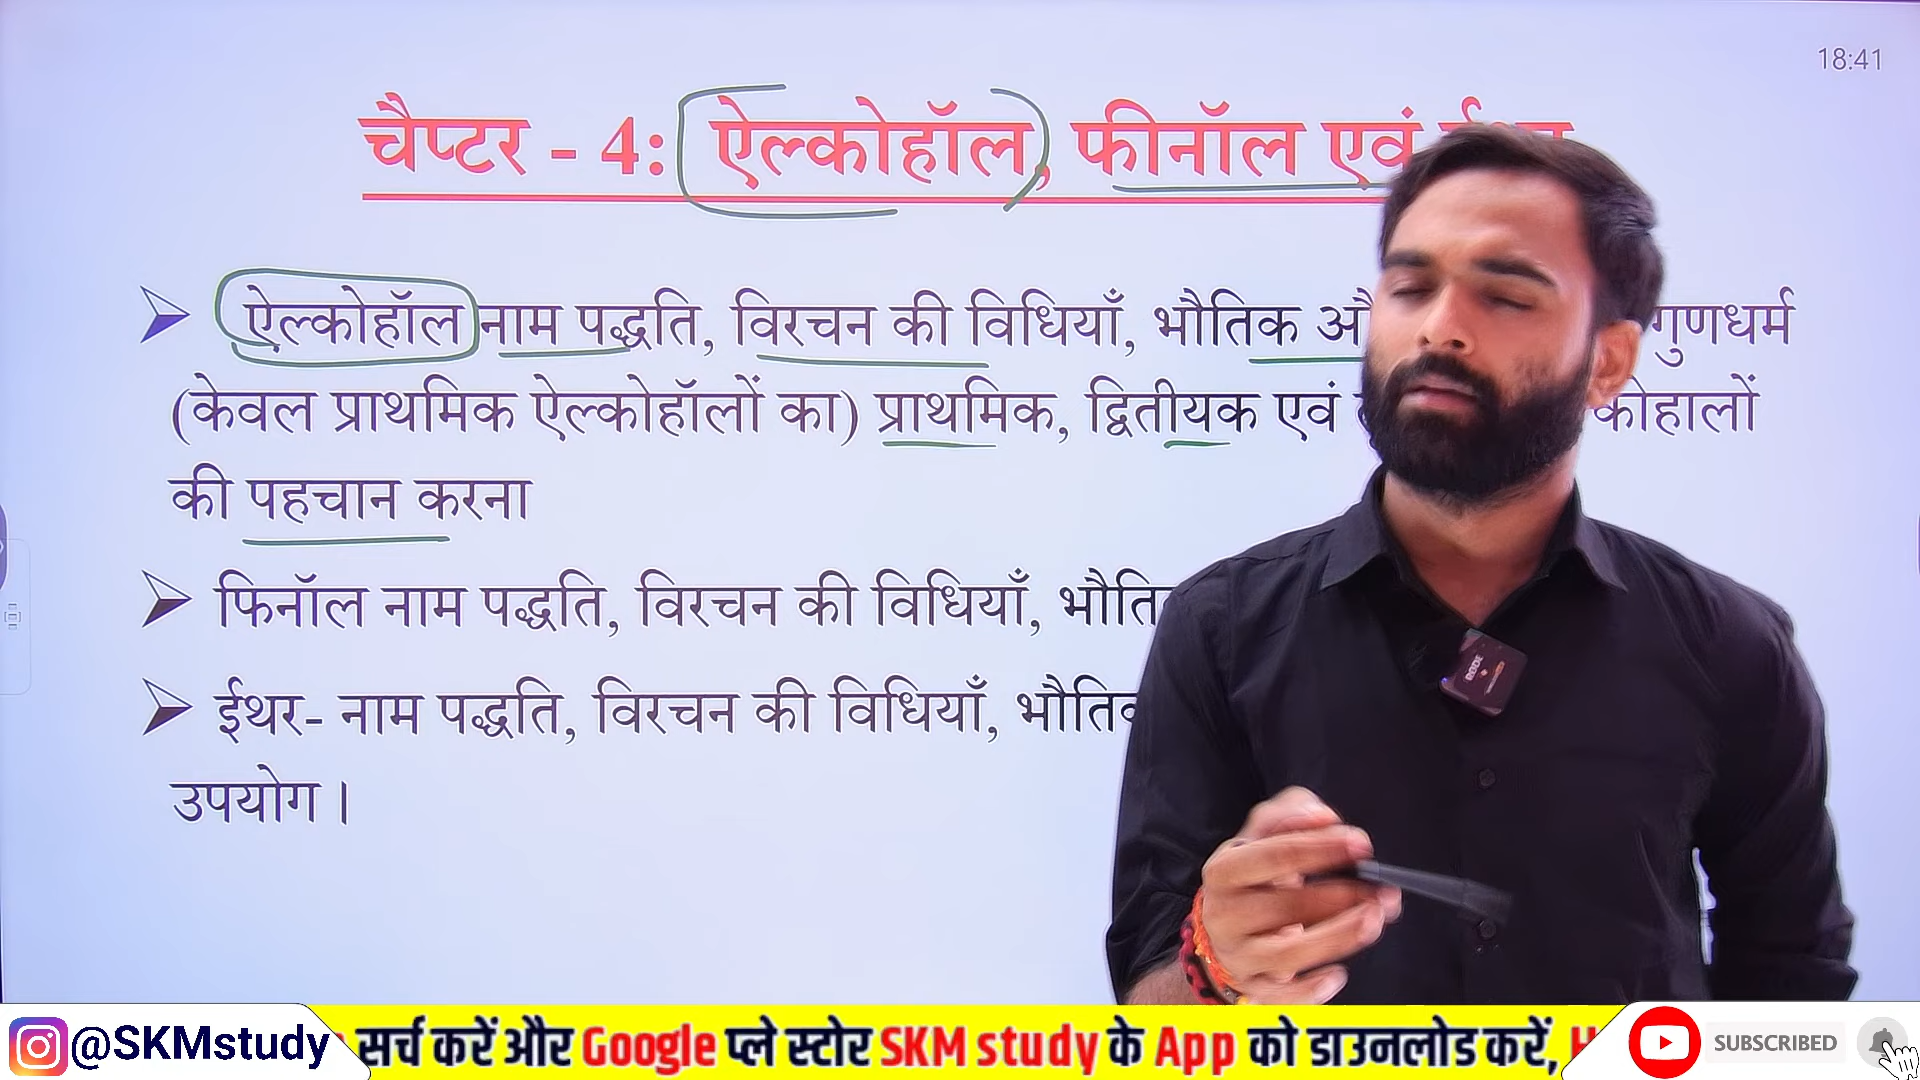 18:41
चैप्टर - 4: ऐल्कोहॉल, फीनॉल एवं
ऐल्कोहॉल नाम पद्धति, विरचन की विधियाँ, भौतिक गुणधर्म
(केवल प्राथमिक ऐल्कोहॉलों का) प्राथमिक, द्वितीयक एवं कोहालों
की पहचान करना
फिनॉल नाम पद्धति, विरचन की विधियाँ,
ईथर- नाम पद्धति, विरचन की विधियाँ,
उपयोग।
@SKMstudy सर्च करें और Google प्ले स्टोर SKM study के App को डाउनलोड करें, SUBSCRIBED